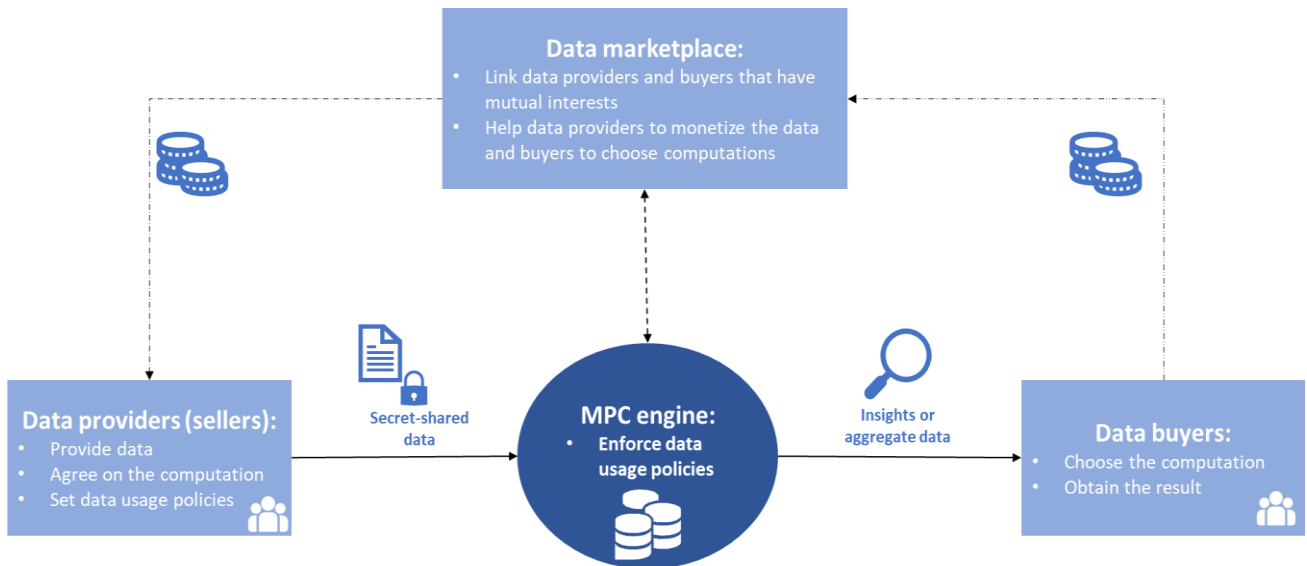 Data marketplace:
• Link data providers and buyers that have
mutual interests
• Help data providers to monetize the data
and buyers to choose computations
Secret-shared
data
Insights or
aggregate data
Data providers (sellers):
• Provide data
• Agree on the computation
• Set data usage policies
MPC engine:
• Enforce data
usage policies
Data buyers:
• Choose the computation
• Obtain the result